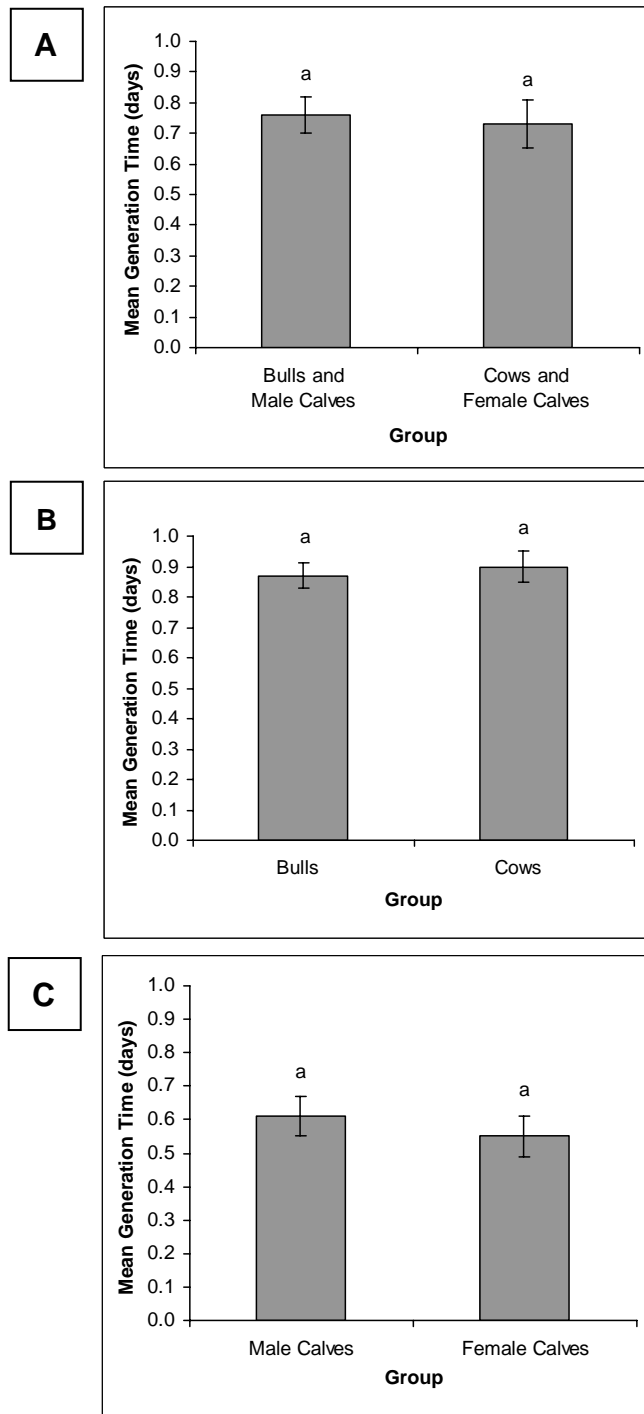 A
Mean Generation Time (days)
1.0
0.9
0.8
0.7
0.6
0.5
0.4
0.3
0.2
0.1
0.0
a
a
Bulls and
Male Calves
Cows and
Female Calves
Group
B
Mean Generation Time (days)
1.0
0.9
0.8
0.7
0.6
0.5
0.4
0.3
0.2
0.1
0.0
a
a
Bulls
Cows
Group
C
Mean Generation Time (days)
1.0
0.9
0.8
0.7
0.6
0.5
0.4
0.3
0.2
0.1
0.0
a
a
Male Calves
Female Calves
Group